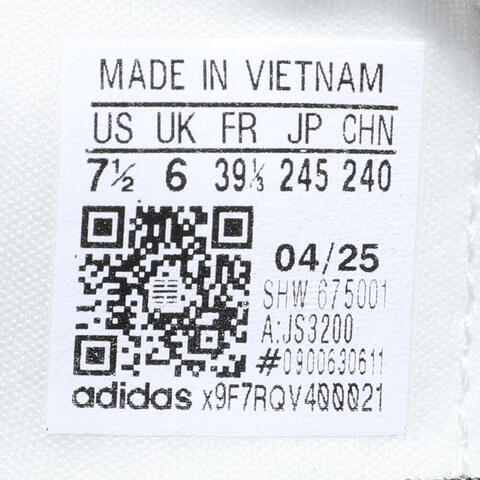 MADE IN VIETNAM
US UK FR JP CHN
7½ 6 39⅓ 245 240
04/25
SHW 675001
A:JS3200
#0900630611
adidas x9F7RQV400021